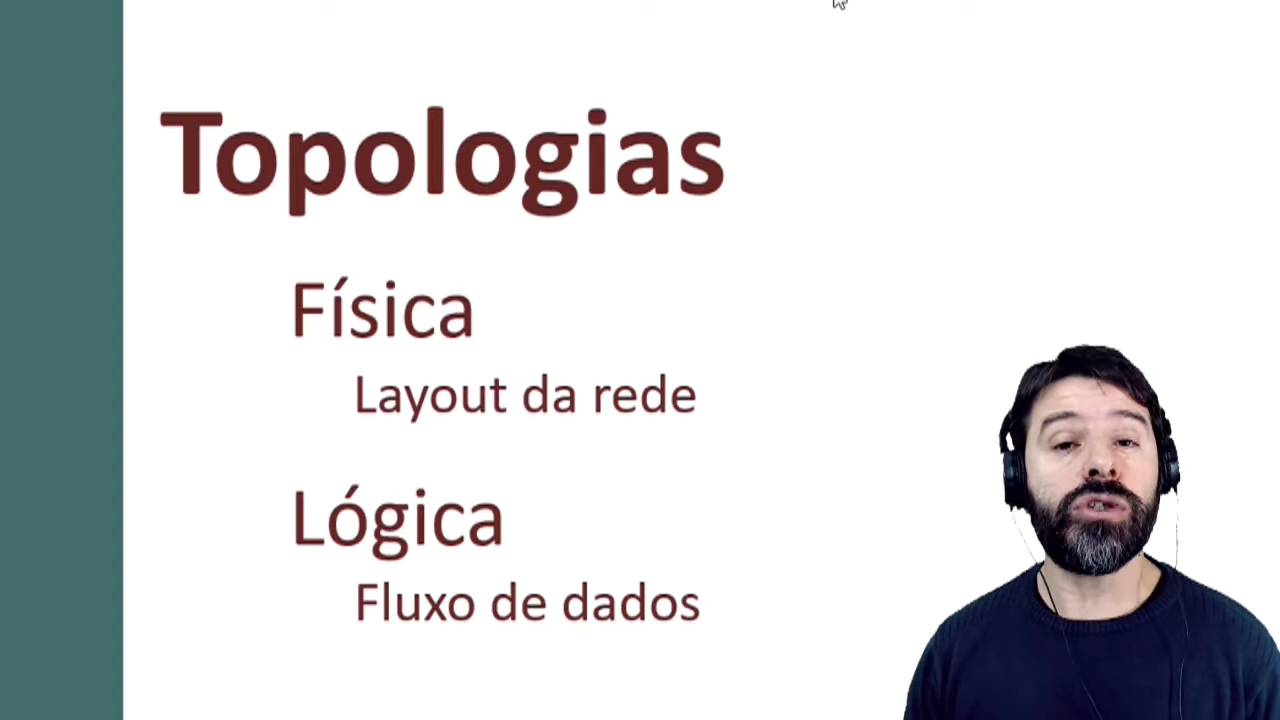 Topologias
Física
Layout da rede
Lógica
Fluxo de dados